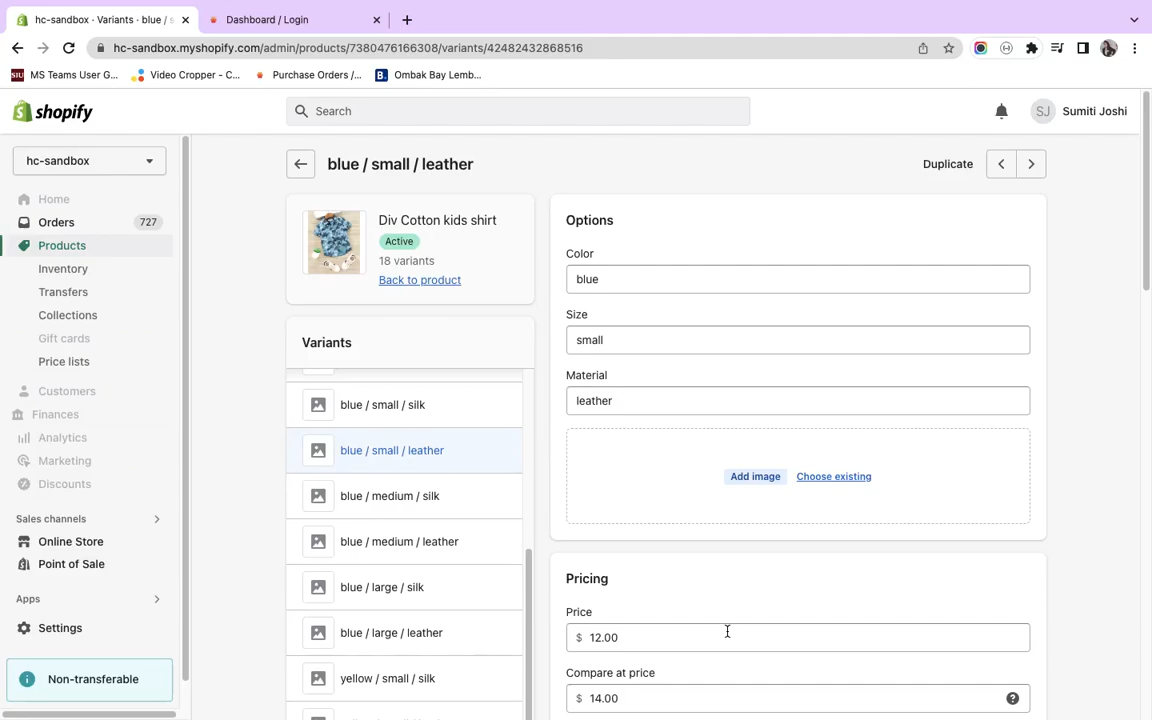 hc-sandbox · Variants · blue / s
Dashboard / Login
hc-sandbox.myshopify.com/admin/products/7380476166308/variants/42482432868516
SIU MS Teams User G...
Video Cropper - C...
Purchase Orders /...
B. Ombak Bay Lemb...
shopify
Search
SJ Sumiti Joshi
hc-sandbox
Home
Orders 727
Products
Inventory
Transfers
Collections
Gift cards
Price lists
Customers
Finances
Analytics
Marketing
Discounts
Sales channels
Online Store
Point of Sale
Apps
Settings
Non-transferable
blue / small / leather
Duplicate
Div Cotton kids shirt
Active
18 variants
Back to product
Variants
blue / small / silk
blue / small / leather
blue / medium / silk
blue / medium / leather
blue / large / silk
blue / large / leather
yellow / small / silk
Options
Color
blue
Size
small
Material
leather
Add image Choose existing
Pricing
Price
$ 12.00
Compare at price
$ 14.00